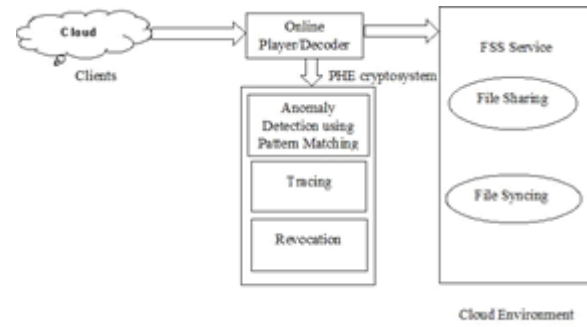 Cloud
Clients
Online
Player/Decoder
PHE cryptosystem
Anomaly
Detection using
Pattern Matching
Tracing
Revocation
FSS Service
File Sharing
File Syncing
Cloud Environment